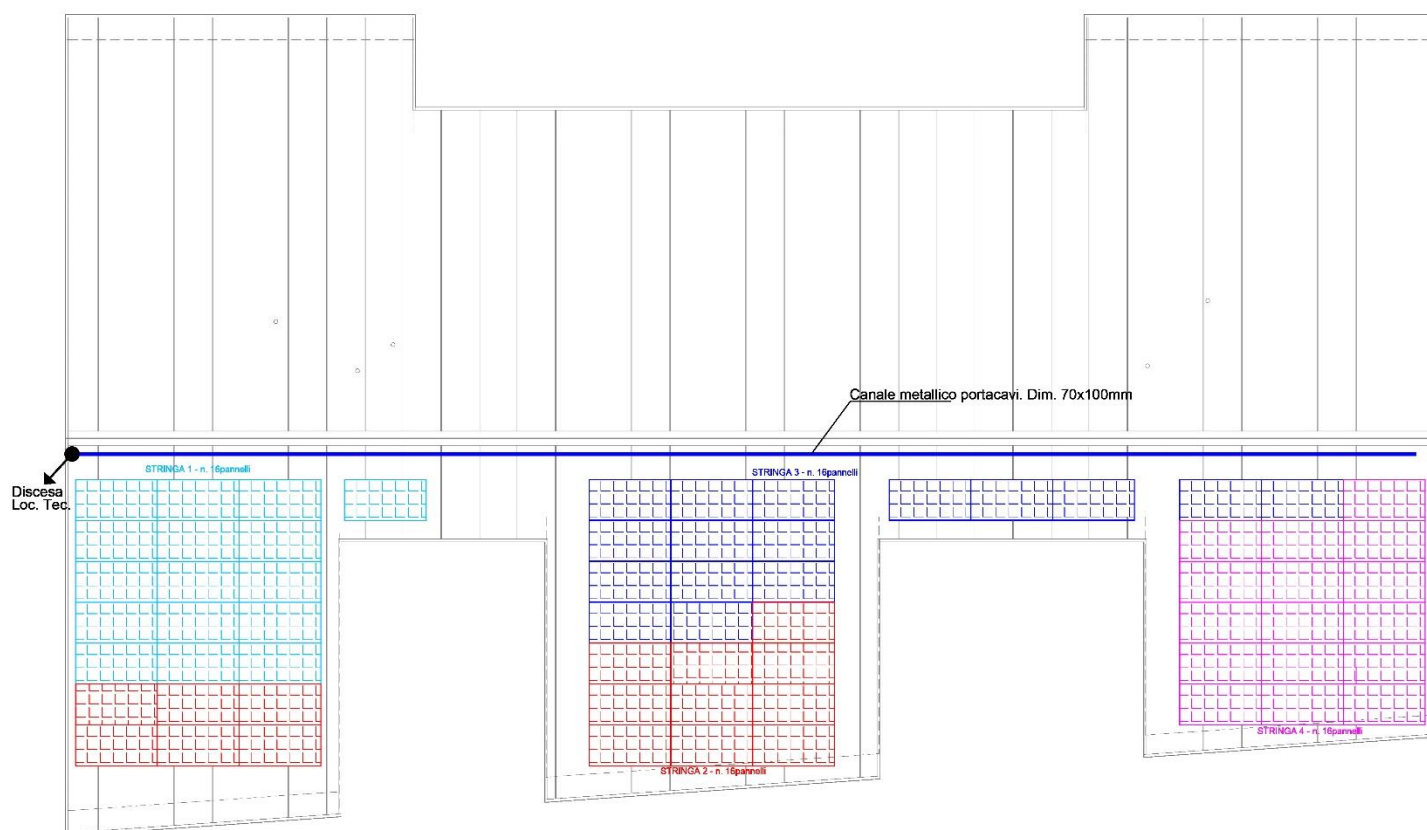 Canale metallico portacavi. Dim. 70x100mm
STRINGA 1 - n. 16pannelli
STRINGA 3 - n. 16pannelli
Discesa
Loc. Tec.
STRINGA 4 - n. 16pannelli
STRINGA 2 - n. 16pannelli